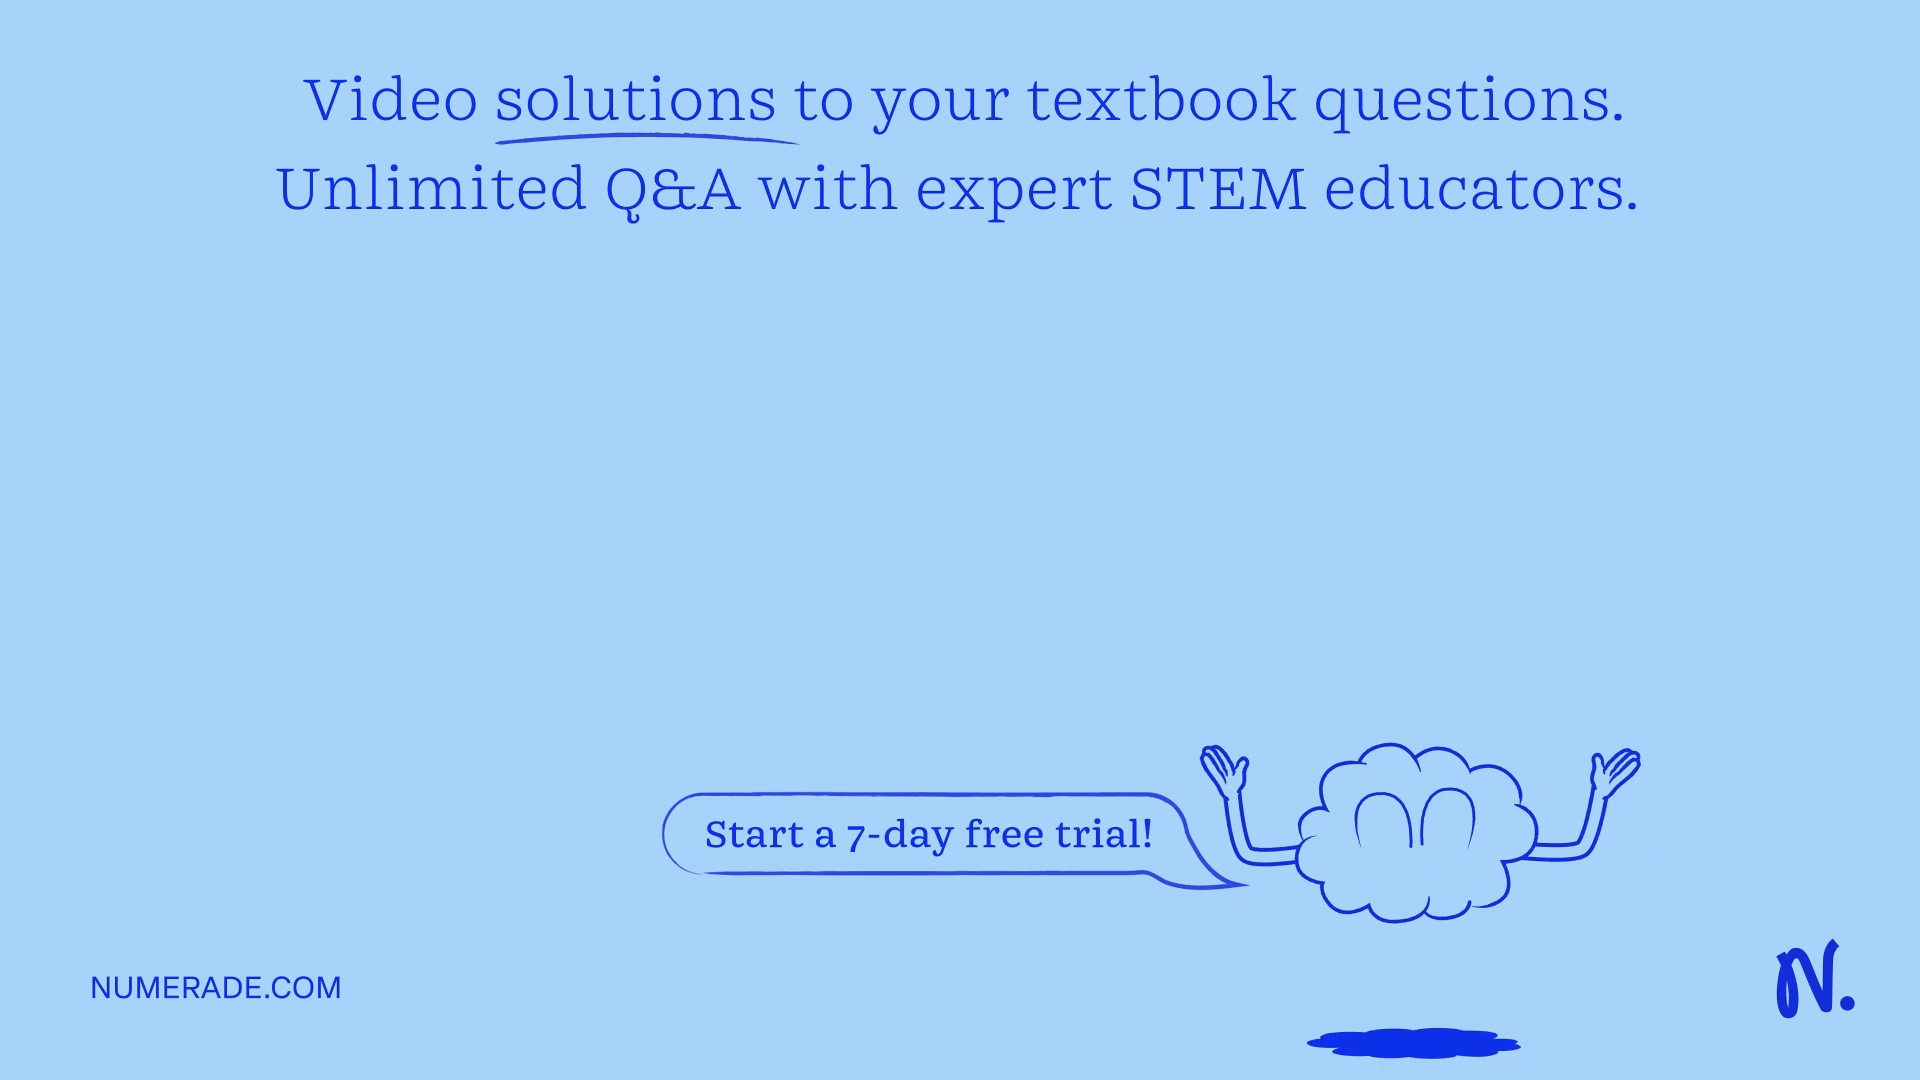 Video solutions to your textbook questions.
Unlimited Q&A with expert STEM educators.
Start a 7-day free trial!
NUMERADE.COM
N.